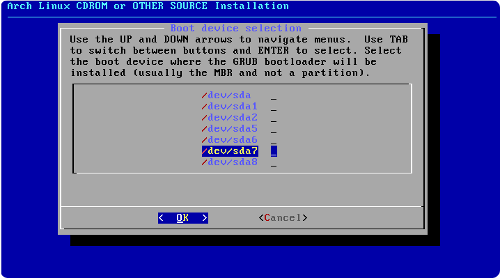 Arch Linux CDROM or OTHER SOURCE Installation
Boot device selection
Use the UP and DOWN arrows to navigate menus. Use TAB
to switch between buttons and ENTER to select. Select
the boot device where the GRUB bootloader will be
installed (usually the MBR and not a partition).
/dev/sda _
/dev/sda1 _
/dev/sda2 _
/dev/sda5 _
/dev/sda6 _
/dev/sda7 _
/dev/sda8 _
< OK > <Cancel>